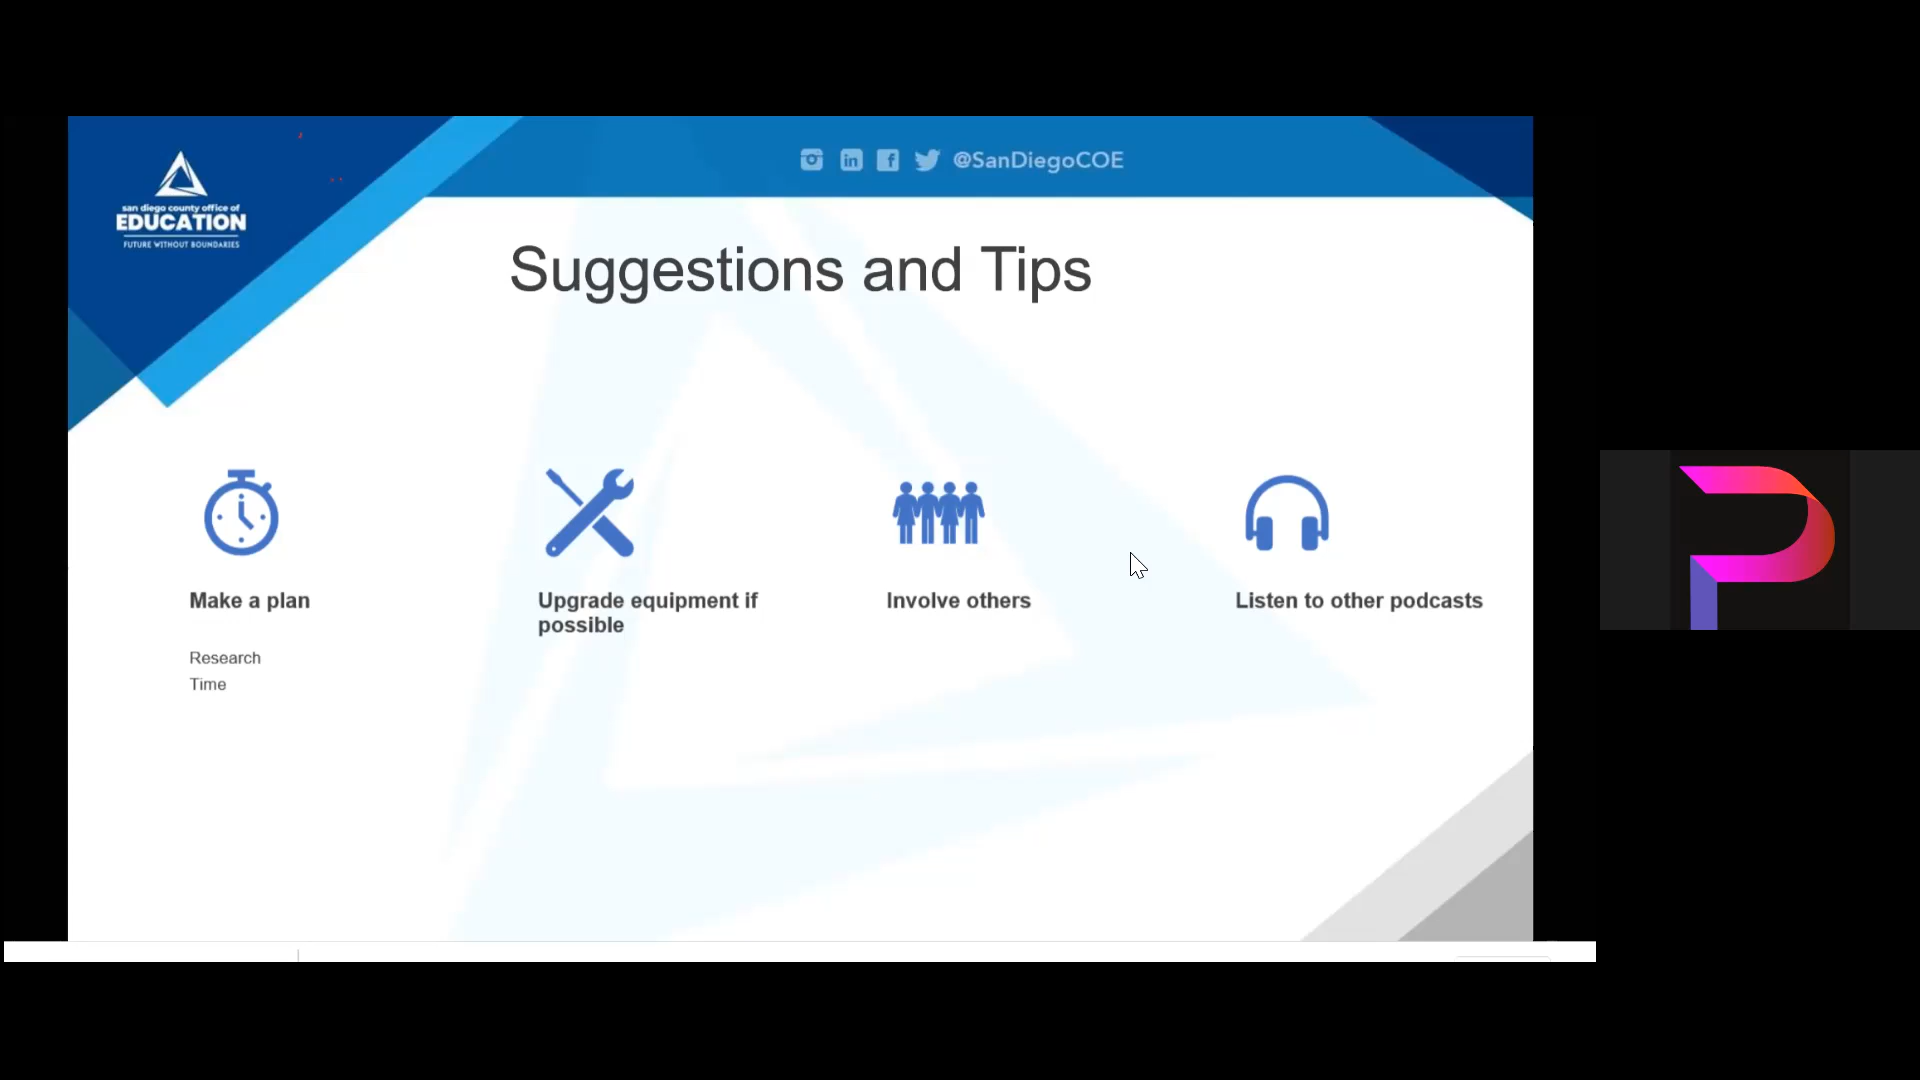 san diego county office of
EDUCATION
FUTURE WITHOUT BOUNDARIES
@SanDiegoCOE
Suggestions and Tips
Make a plan
Research
Time
Upgrade equipment if
possible
Involve others
Listen to other podcasts